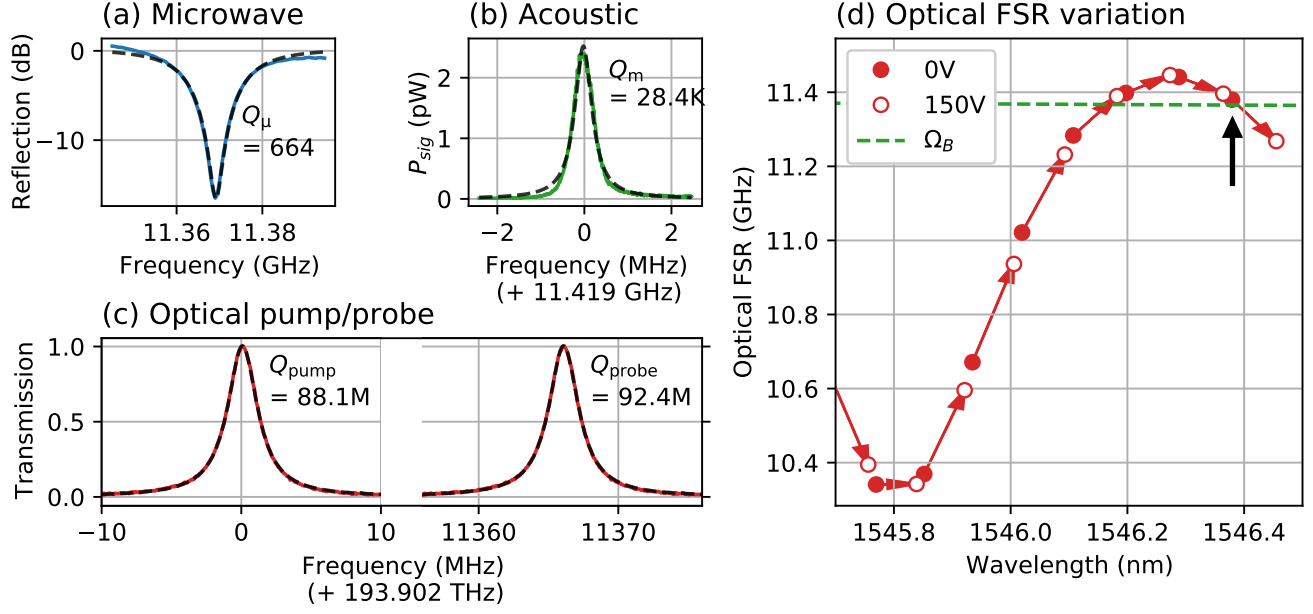 (a) Microwave
Reflection (dB)
0
−10
Qμ
= 664
11.36
11.38
Frequency (GHz)
(b) Acoustic
P_sig (pW)
2
1
0
Qm
= 28.4K
−2
0
2
Frequency (MHz)
(+ 11.419 GHz)
(c) Optical pump/probe
Transmission
1.0
0.5
0.0
Qpump
= 88.1M
Qprobe
= 92.4M
−10
0
10
11360
11370
Frequency (MHz)
(+ 193.902 THz)
(d) Optical FSR variation
Optical FSR (GHz)
11.4
11.2
11.0
10.8
10.6
10.4
0V
150V
Ω_B
1545.8
1546.0
1546.2
1546.4
Wavelength (nm)